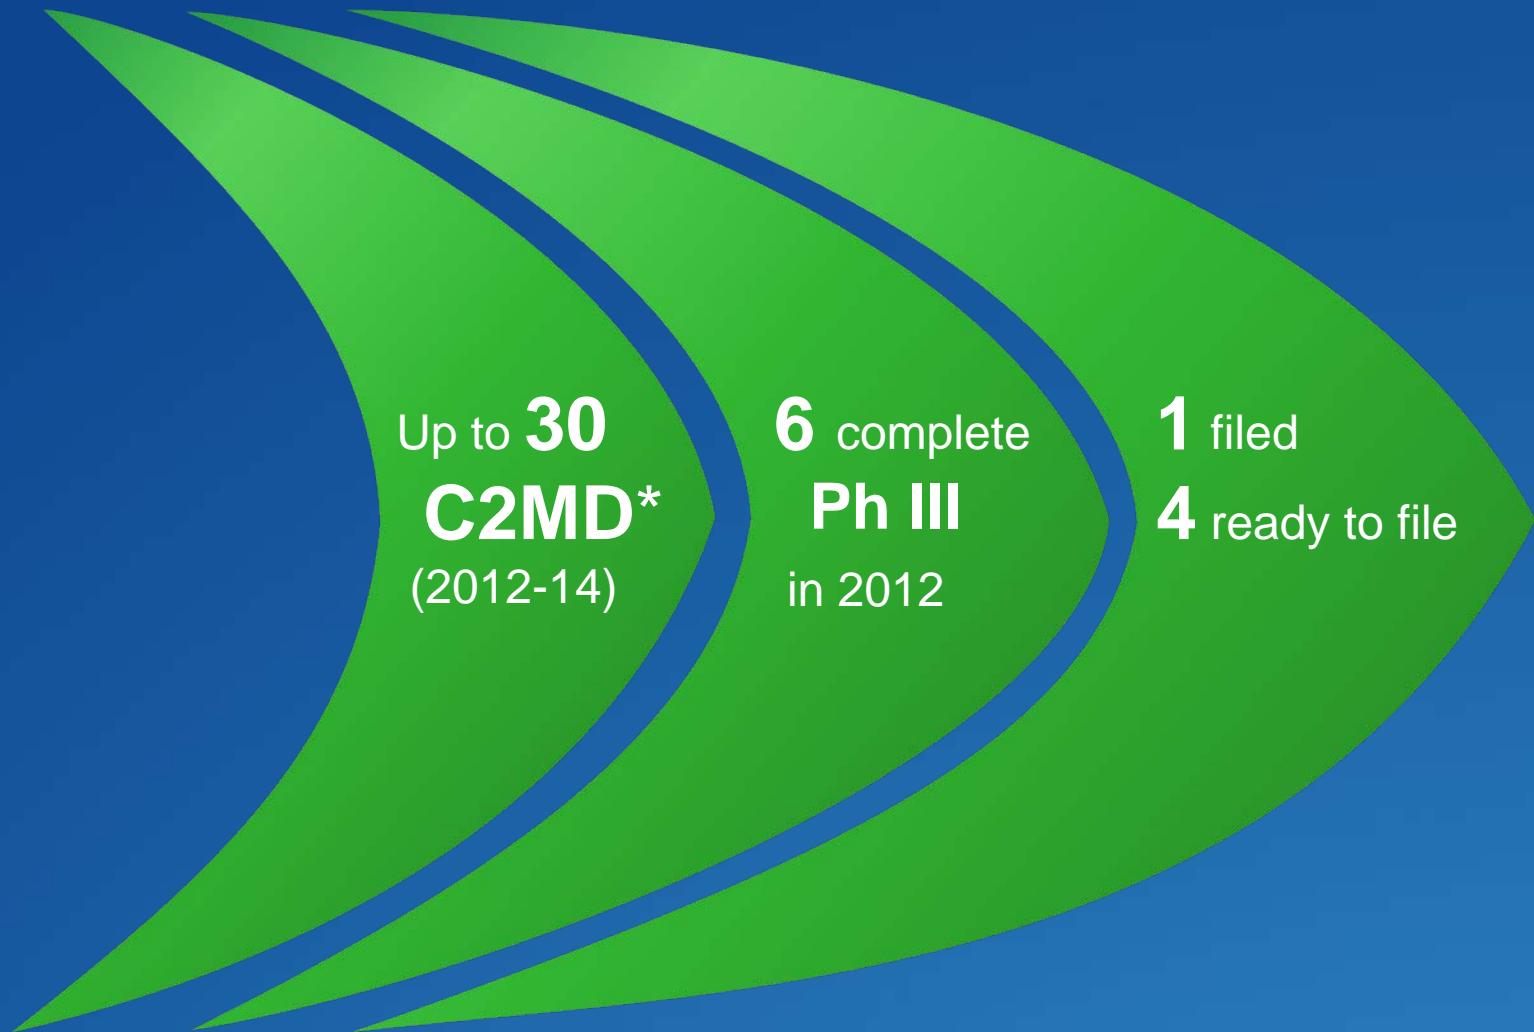 Up to 30
C2MD*
(2012-14)
6 complete
Ph III
in 2012
1 filed
4 ready to file